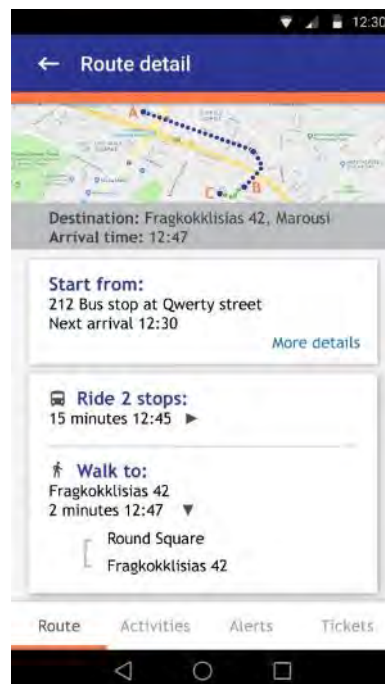 12:30
Route detail
A
B
C
Destination: Fragkokklisias 42, Marousi
Arrival time: 12:47
Start from:
212 Bus stop at Qwerty street
Next arrival 12:30
More details
Ride 2 stops:
15 minutes 12:45
Walk to:
Fragkokklisias 42
2 minutes 12:47
Round Square
Fragkokklisias 42
Route Activities Alerts Tickets